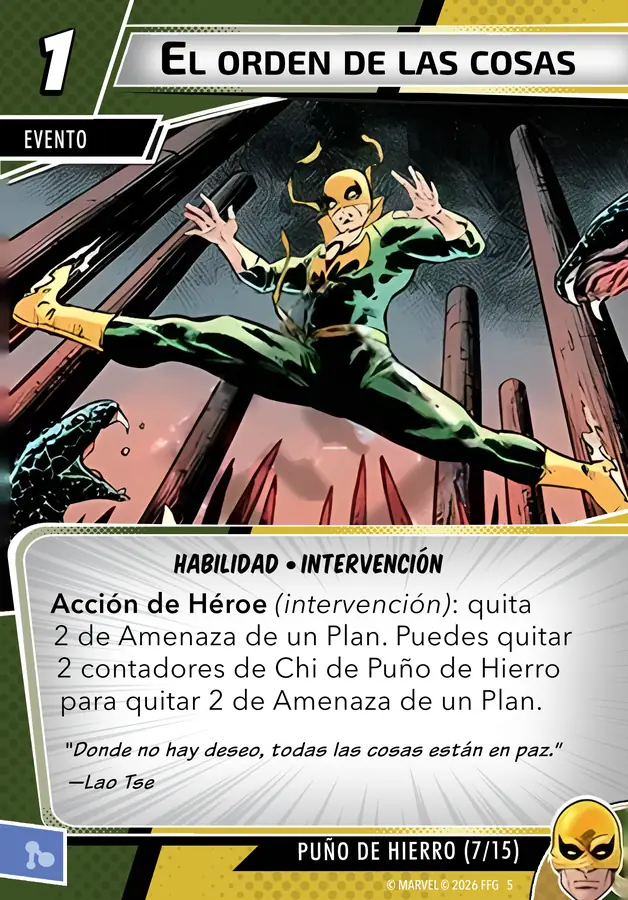 1
EL ORDEN DE LAS COSAS
EVENTO
HABILIDAD • INTERVENCIÓN
Acción de Héroe (intervención): quita
2 de Amenaza de un Plan. Puedes quitar
2 contadores de Chi de Puño de Hierro
para quitar 2 de Amenaza de un Plan.
"Donde no hay deseo, todas las cosas están en paz."
—Lao Tse
PUÑO DE HIERRO (7/15)
© MARVEL © 2026 FFG 5